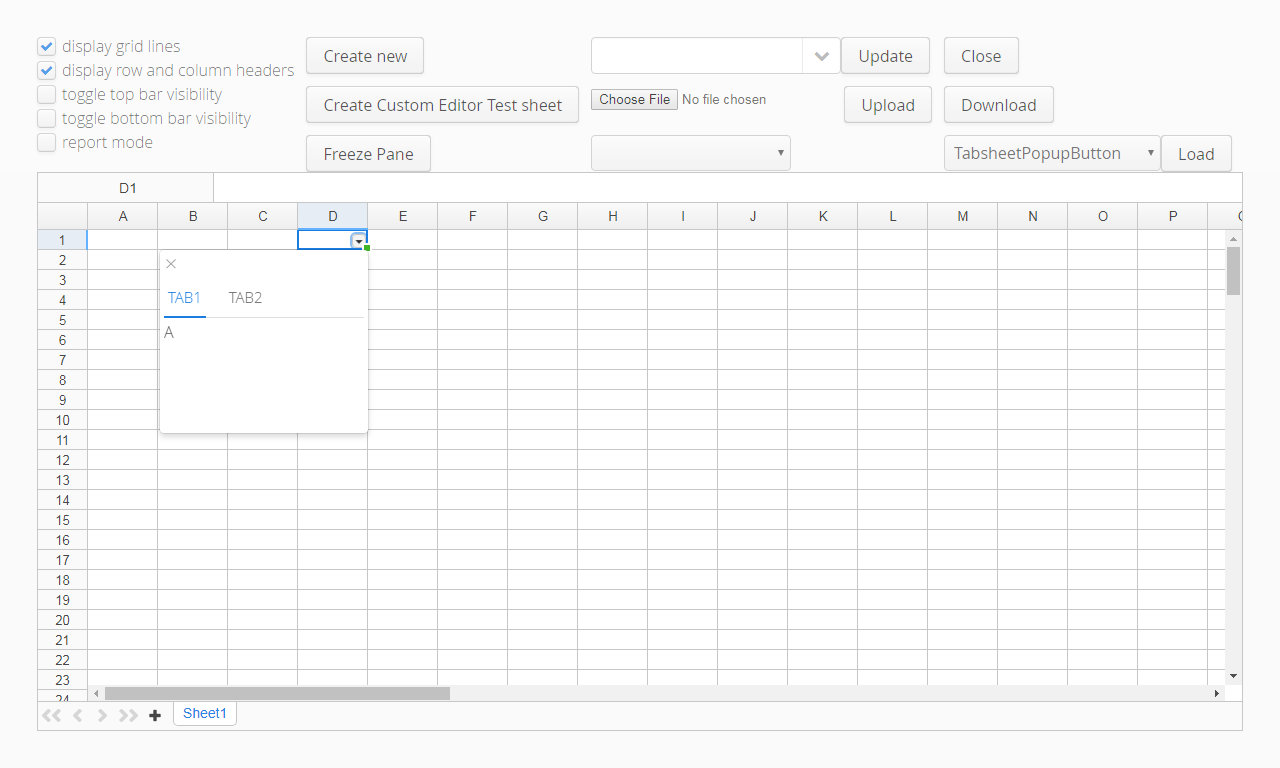 display grid lines
display row and column headers
toggle top bar visibility
toggle bottom bar visibility
report mode
Create new
Update
Close
Create Custom Editor Test sheet
Choose File No file chosen
Upload
Download
Freeze Pane
TabsheetPopupButton
Load
D1
A B C D E F G H I J K L M N O P
1
2
3
4
5
6
7
8
9
10
11
12
13
14
15
16
17
18
19
20
21
22
23
24
TAB1 TAB2
A
Sheet1